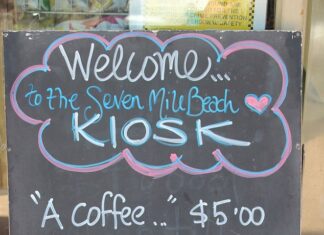 Welcome...
to the Seven Mile Beach
KIOSK
"A coffee.." $5.00